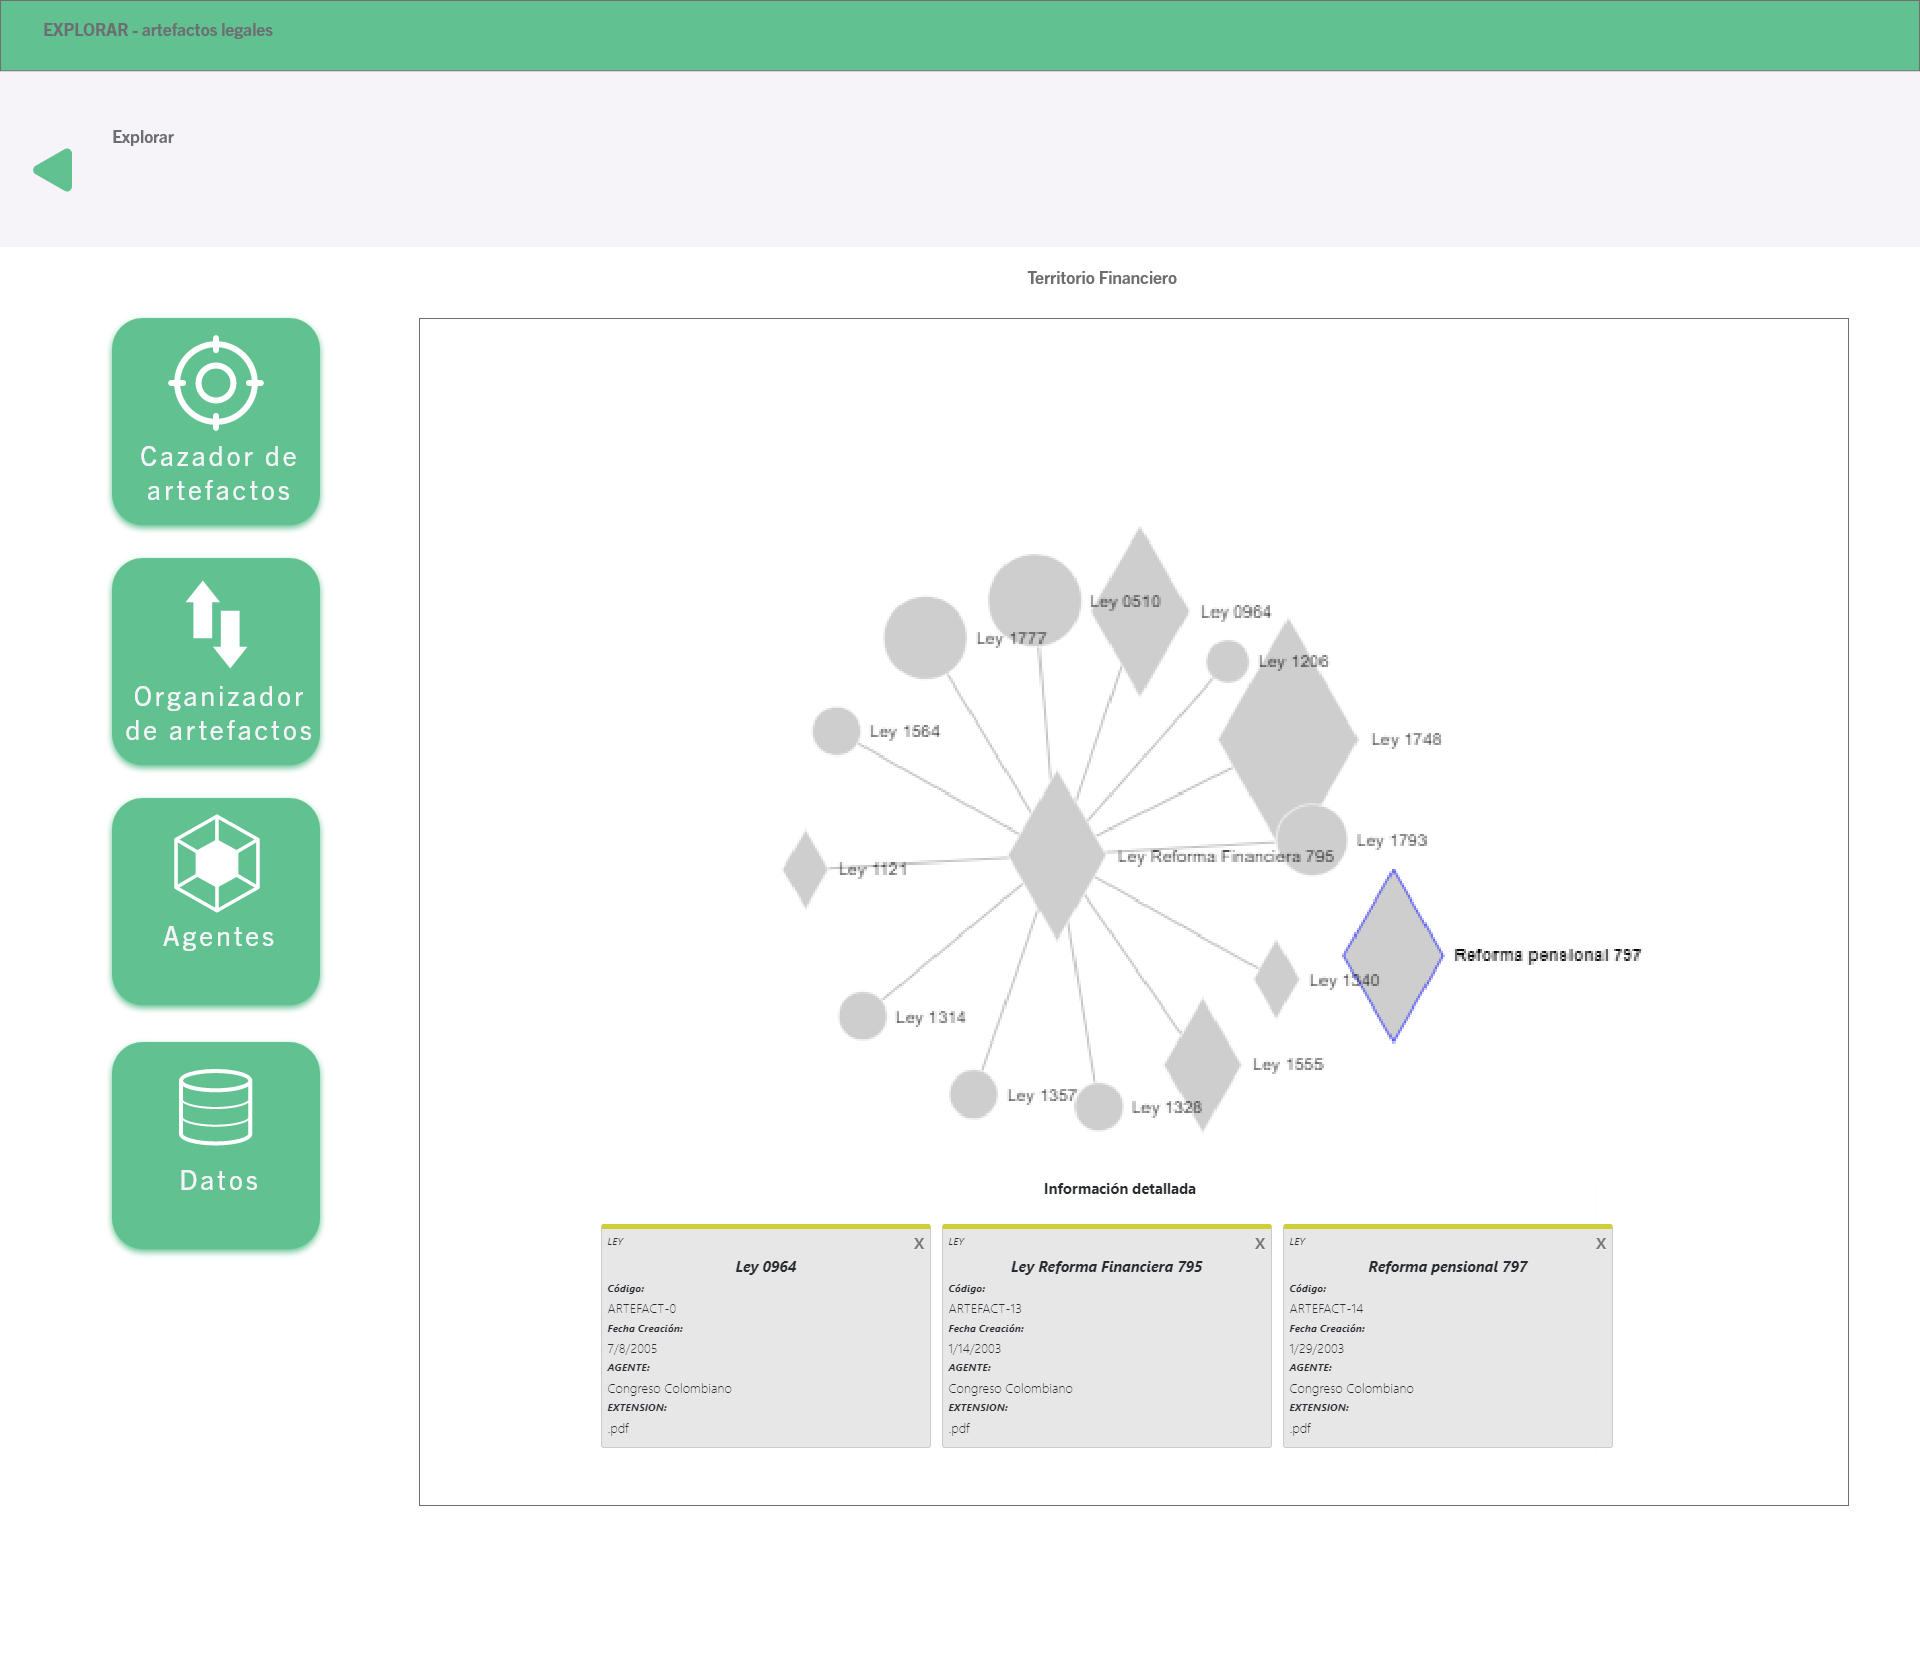 EXPLORAR - artefactos legales
Explorar
Territorio Financiero
Cazador de
artefactos
Organizador
de artefactos
Agentes
Datos
Ley 0510
Ley 0964
Ley 1777
Ley 1206
Ley 1564
Ley 1748
Ley 1793
Ley Reforma Financiera 795
Ley 1121
Reforma pensional 797
Ley 1340
Ley 1314
Ley 1555
Ley 1357
Ley 1328
Información detallada
LEY
X
Ley 0964
Código:
ARTEFACT-0
Fecha Creación:
7/8/2005
AGENTE:
Congreso Colombiano
EXTENSION:
.pdf
LEY
X
Ley Reforma Financiera 795
Código:
ARTEFACT-13
Fecha Creación:
1/14/2003
AGENTE:
Congreso Colombiano
EXTENSION:
.pdf
LEY
X
Reforma pensional 797
Código:
ARTEFACT-14
Fecha Creación:
1/29/2003
AGENTE:
Congreso Colombiano
EXTENSION:
.pdf